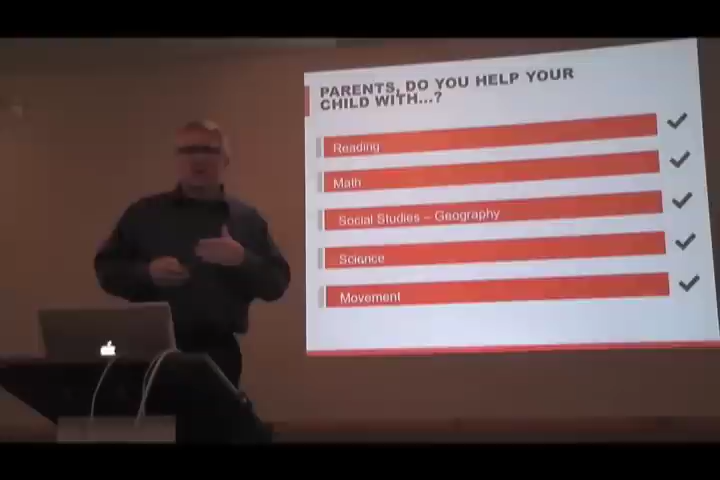 PARENTS, DO YOU HELP YOUR
CHILD WITH...?
Reading
Math
Social Studies – Geography
Science
Movement